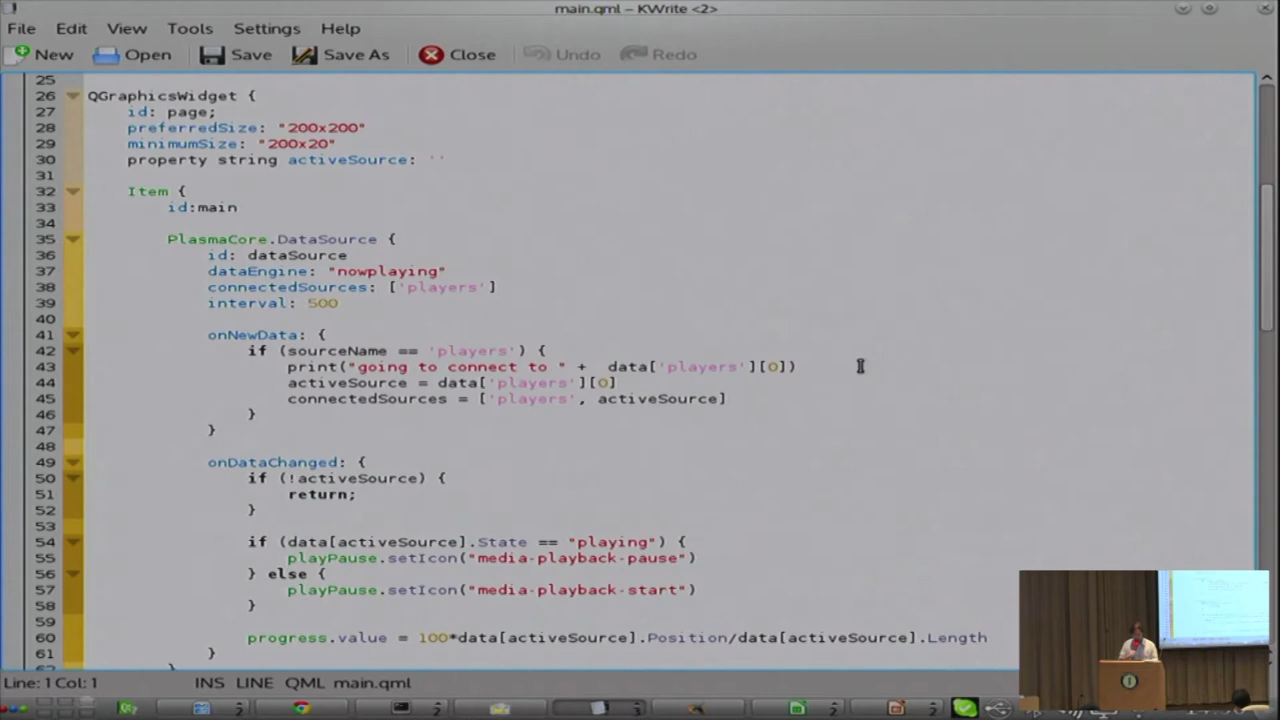 main.qml – KWrite <2>
File Edit View Tools Settings Help
New Open Save Save As Close Undo Redo
25
26 QGraphicsWidget {
27 id: page;
28 preferredSize: "200x200"
29 minimumSize: "200x20"
30 property string activeSource: ''
31
32 Item {
33 id:main
34
35 PlasmaCore.DataSource {
36 id: dataSource
37 dataEngine: "nowplaying"
38 connectedSources: ['players']
39 interval: 500
40
41 onNewData: {
42 if (sourceName == 'players') {
43 print("going to connect to " +  data['players'][0])
44 activeSource = data['players'][0]
45 connectedSources = ['players', activeSource]
46 }
47 }
48
49 onDataChanged: {
50 if (!activeSource) {
51 return;
52 }
53
54 if (data[activeSource].State == "playing") {
55 playPause.setIcon("media-playback-pause")
56 } else {
57 playPause.setIcon("media-playback-start")
58 }
59
60 progress.value = 100*data[activeSource].Position/data[activeSource].Length
61 }
62 }
Line: 1 Col: 1 INS LINE QML main.qml
2 2 3 2 2